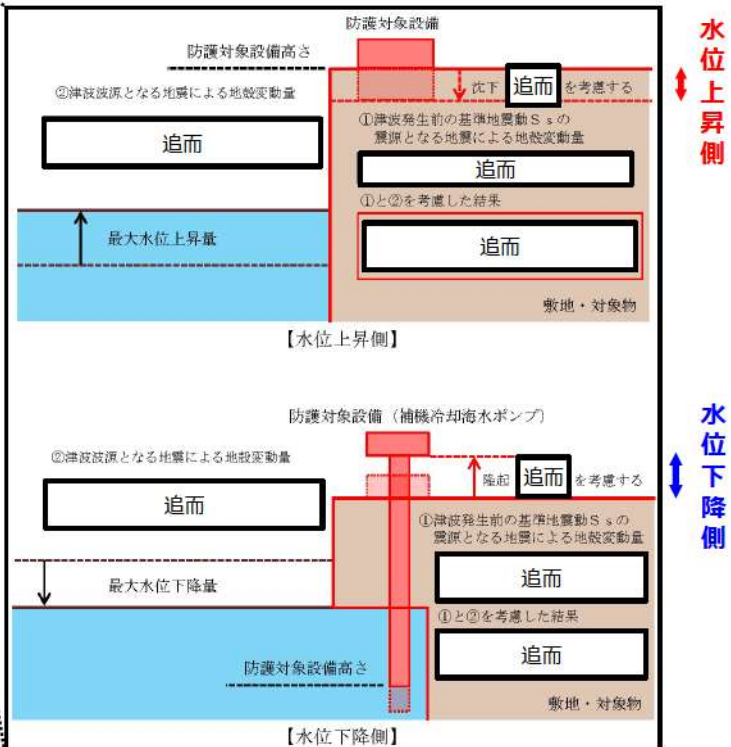 防護対象設備
防護対象設備高さ
沈下 追而 を考慮する
②津波波源となる地震による地殻変動量
追而
①津波発生前の基準地震動Ssの
震源となる地震による地殻変動量
追而
①と②を考慮した結果
追而
最大水位上昇量
敷地・対象物
【水位上昇側】
水位上昇側
防護対象設備(補機冷却海水ポンプ)
②津波波源となる地震による地殻変動量
隆起 追而 を考慮する
追而
①津波発生前の基準地震動Ssの
震源となる地震による地殻変動量
追而
最大水位下降量
①と②を考慮した結果
追而
防護対象設備高さ
敷地・対象物
【水位下降側】
水位下降側